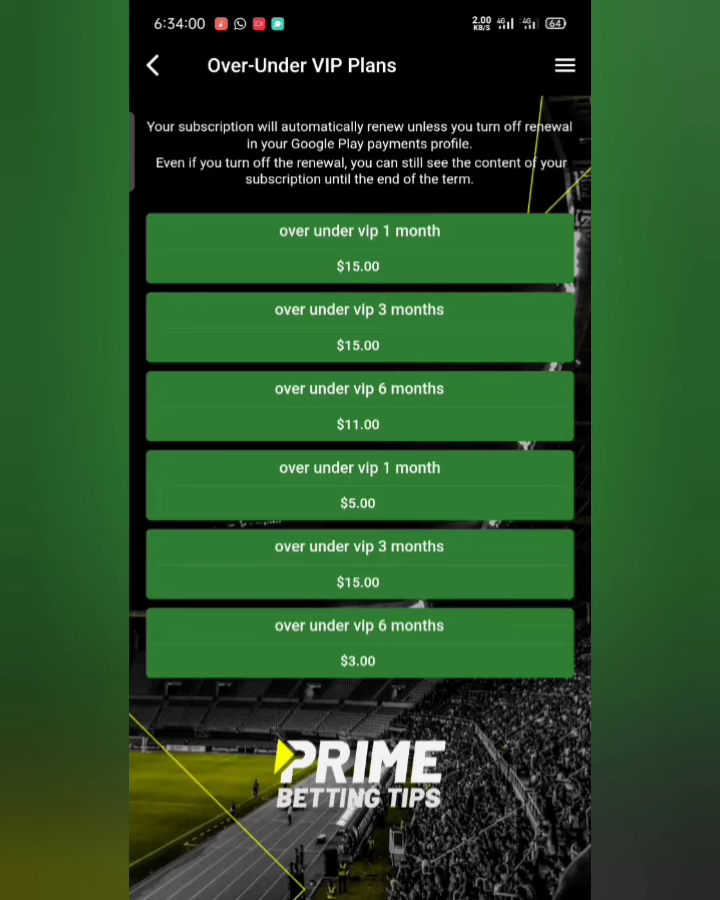 6:34:00
2.00
KB/S
4G
4G
64
Over-Under VIP Plans
Your subscription will automatically renew unless you turn off renewal
in your Google Play payments profile.
Even if you turn off the renewal, you can still see the content of your
subscription until the end of the term.
over under vip 1 month
$15.00
over under vip 3 months
$15.00
over under vip 6 months
$11.00
over under vip 1 month
$5.00
over under vip 3 months
$15.00
over under vip 6 months
$3.00
PRIME
BETTING TIPS